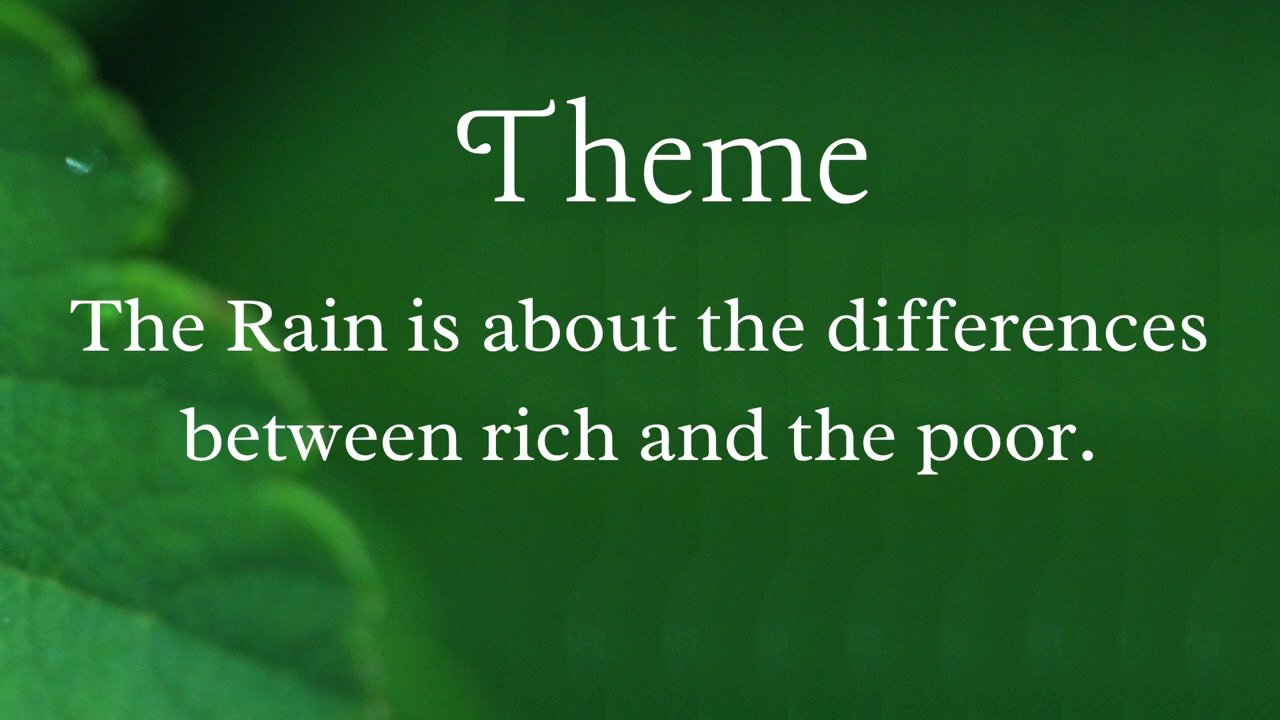 Theme
The Rain is about the differences
between rich and the poor.